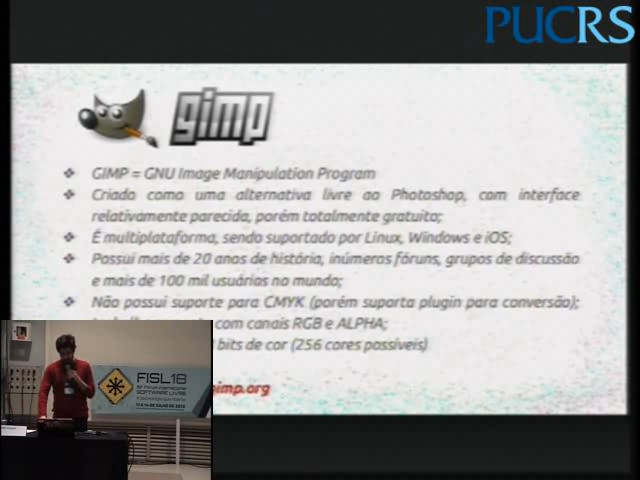 PUCRS
gimp
❖ GIMP = GNU Image Manipulation Program
❖ Criado como uma alternativa livre ao Photoshop, com interface
relativamente parecida, porém totalmente gratuita;
❖ É multiplataforma, sendo suportado por Linux, Windows e iOS;
❖ Possui mais de 20 anos de história, inúmeros fóruns, grupos de discussão
e mais de 100 mil usuários no mundo;
❖ Não possui suporte para CMYK (porém suporta plugin para conversão);
com canais RGB e ALPHA;
bits de cor (256 cores possíveis)
gimp.org
FISL18
SOFTWARE LIVRE